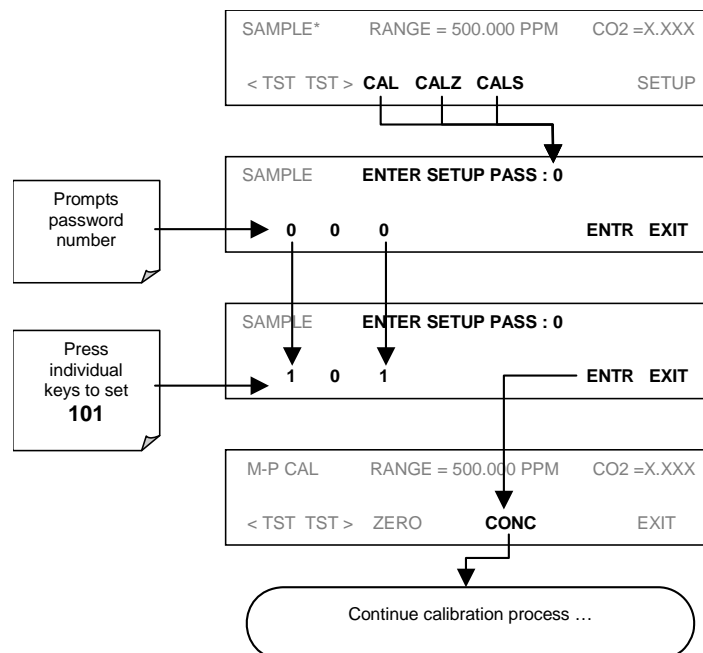 SAMPLE* RANGE = 500.000 PPM CO2 =X.XXX
< TST TST > CAL CALZ CALS SETUP
SAMPLE ENTER SETUP PASS : 0
Prompts
password
number
0 0 0 ENTR EXIT
SAMPLE ENTER SETUP PASS : 0
Press
individual
keys to set
101
1 0 1 ENTR EXIT
M-P CAL RANGE = 500.000 PPM CO2 =X.XXX
< TST TST > ZERO CONC EXIT
Continue calibration process …